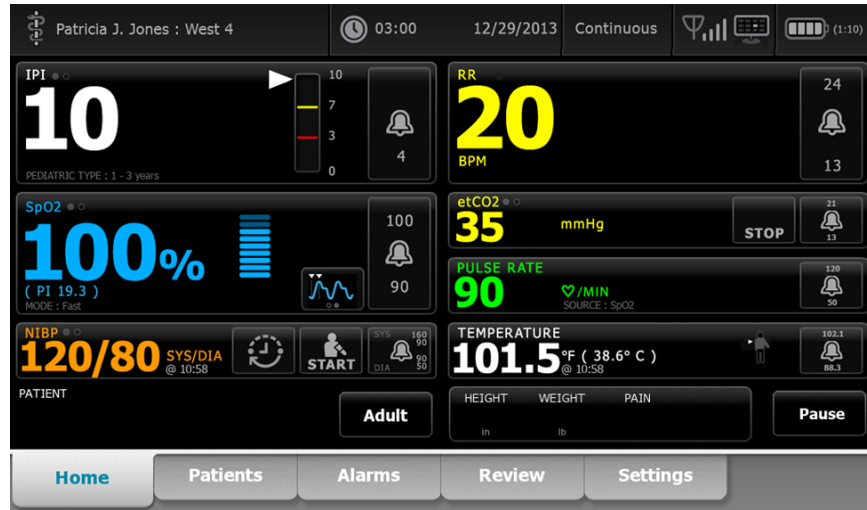 Patricia J. Jones : West 4
03:00
12/29/2013
Continuous
(1:10)
IPI
10
PEDIATRIC TYPE : 1 - 3 years
10
7
3
0
4
RR
20
BPM
24
13
SpO2
100%
( PI 19.3 )
MODE : Fast
100
90
etCO2
35
mmHg
STOP
21
13
PULSE RATE
90
/MIN
SOURCE : SpO2
120
50
NIBP
120/80 SYS/DIA
@ 10:58
START
SYS 160
90
90
DIA 50
TEMPERATURE
101.5 °F ( 38.6° C )
@ 10:58
102.1
88.3
PATIENT
Adult
HEIGHT WEIGHT PAIN
in lb
Pause
Home
Patients
Alarms
Review
Settings